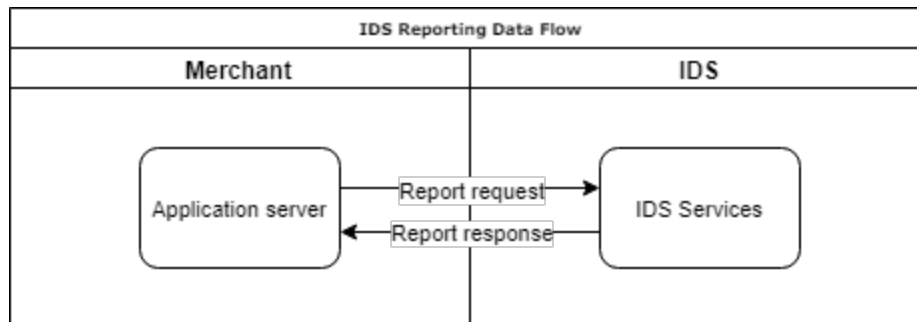 IDS Reporting Data Flow
Merchant
IDS
Application server
Report request
Report response
IDS Services